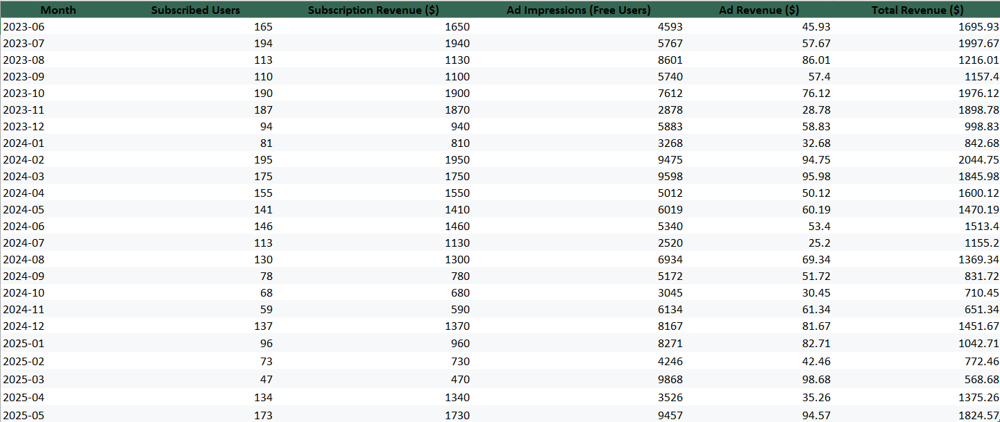 Month Subscribed Users Subscription Revenue ($) Ad Impressions (Free Users) Ad Revenue ($) Total Revenue ($)
2023-06 165 1650 4593 45.93 1695.93
2023-07 194 1940 5767 57.67 1997.67
2023-08 113 1130 8601 86.01 1216.01
2023-09 110 1100 5740 57.4 1157.4
2023-10 190 1900 7612 76.12 1976.12
2023-11 187 1870 2878 28.78 1898.78
2023-12 94 940 5883 58.83 998.83
2024-01 81 810 3268 32.68 842.68
2024-02 195 1950 9475 94.75 2044.75
2024-03 175 1750 9598 95.98 1845.98
2024-04 155 1550 5012 50.12 1600.12
2024-05 141 1410 6019 60.19 1470.19
2024-06 146 1460 5340 53.4 1513.4
2024-07 113 1130 2520 25.2 1155.2
2024-08 130 1300 6934 69.34 1369.34
2024-09 78 780 5172 51.72 831.72
2024-10 68 680 3045 30.45 710.45
2024-11 59 590 6134 61.34 651.34
2024-12 137 1370 8167 81.67 1451.67
2025-01 96 960 8271 82.71 1042.71
2025-02 73 730 4246 42.46 772.46
2025-03 47 470 9868 98.68 568.68
2025-04 134 1340 3526 35.26 1375.26
2025-05 173 1730 9457 94.57 1824.57